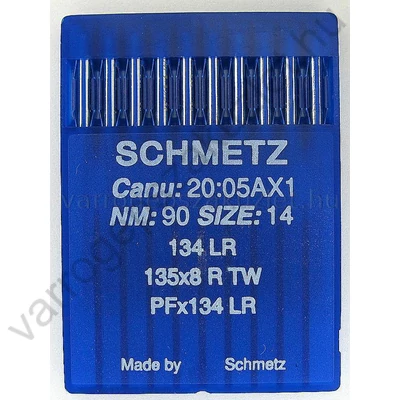 SCHMETZ
Canu: 20:05AX1
NM: 90 SIZE: 14
134 LR
135x8 R TW
PFx134 LR
Made by Schmetz